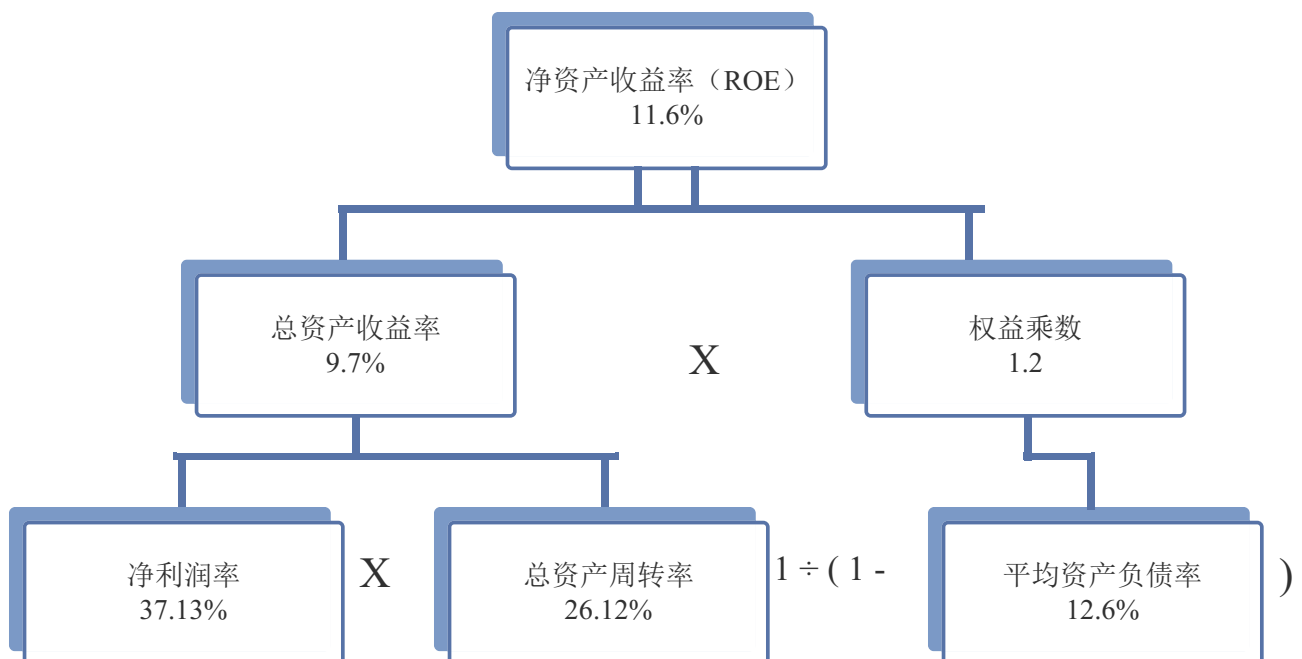 净资产收益率（ROE）
11.6%
总资产收益率
9.7%
X
权益乘数
1.2
净利润率
37.13%
X
总资产周转率
26.12%
1 ÷ ( 1 -
平均资产负债率
12.6%
)